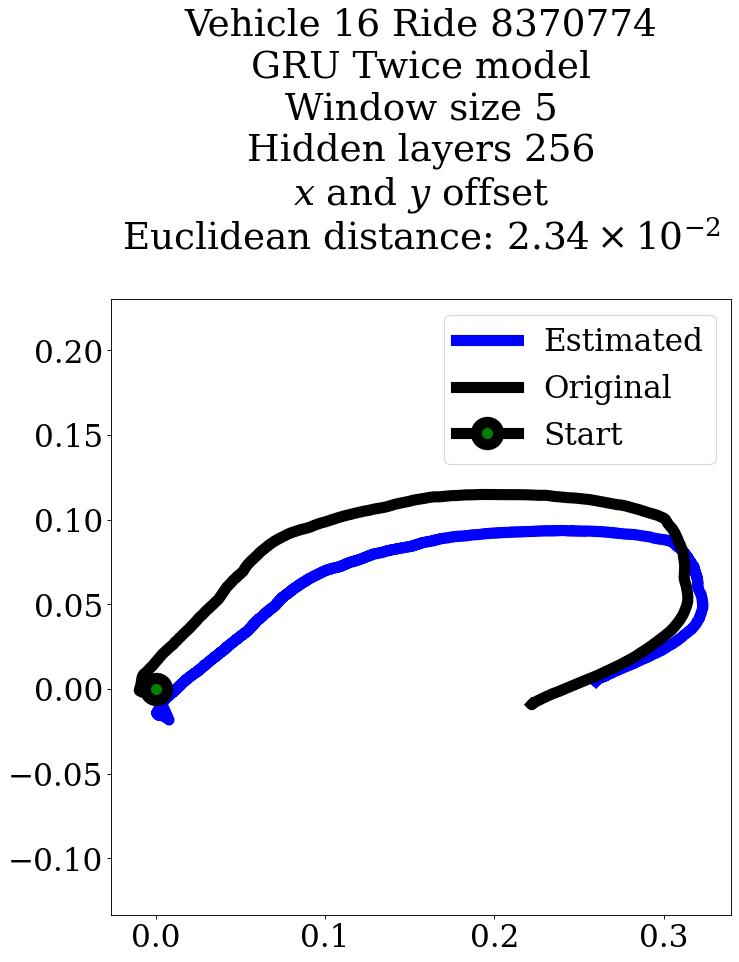 Vehicle 16 Ride 8370774
GRU Twice model
Window size 5
Hidden layers 256
x and y offset
Euclidean distance: 2.34 × 10⁻²
Estimated
Original
Start
0.20
0.15
0.10
0.05
0.00
−0.05
−0.10
0.0 0.1 0.2 0.3